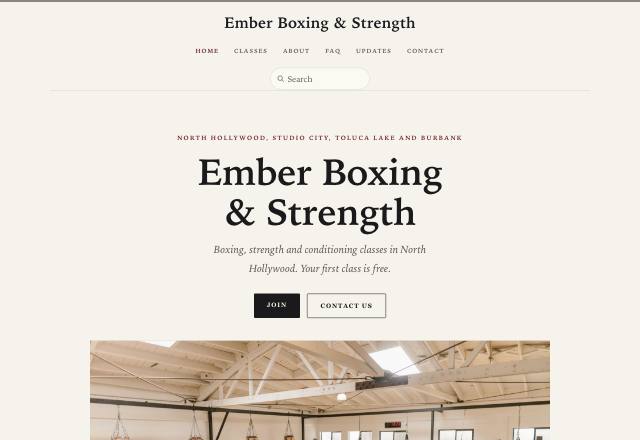 Ember Boxing & Strength
HOME CLASSES ABOUT FAQ UPDATES CONTACT
Search
NORTH HOLLYWOOD, STUDIO CITY, TOLUCA LAKE AND BURBANK
Ember Boxing
& Strength
Boxing, strength and conditioning classes in North
Hollywood. Your first class is free.
JOIN CONTACT US